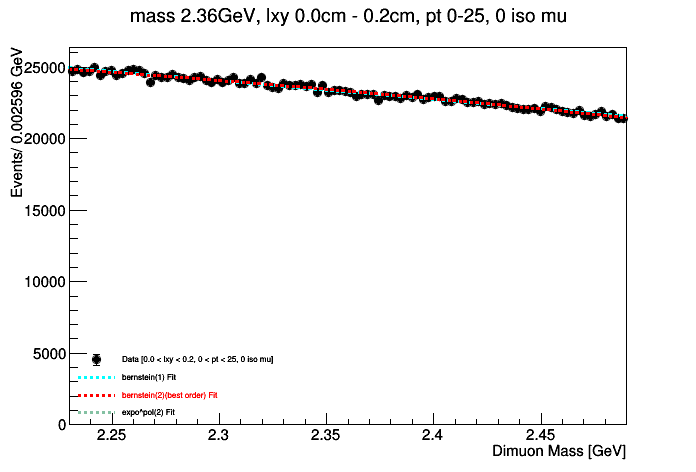 mass 2.36GeV, lxy 0.0cm - 0.2cm, pt 0-25, 0 iso mu
Events/ 0.002596 GeV
25000
20000
15000
10000
5000
0
Data [0.0 < lxy < 0.2, 0 < pt < 25, 0 iso mu]
bernstein(1) Fit
bernstein(2)(best order) Fit
expo^pol(2) Fit
2.25 2.3 2.35 2.4 2.45
Dimuon Mass [GeV]